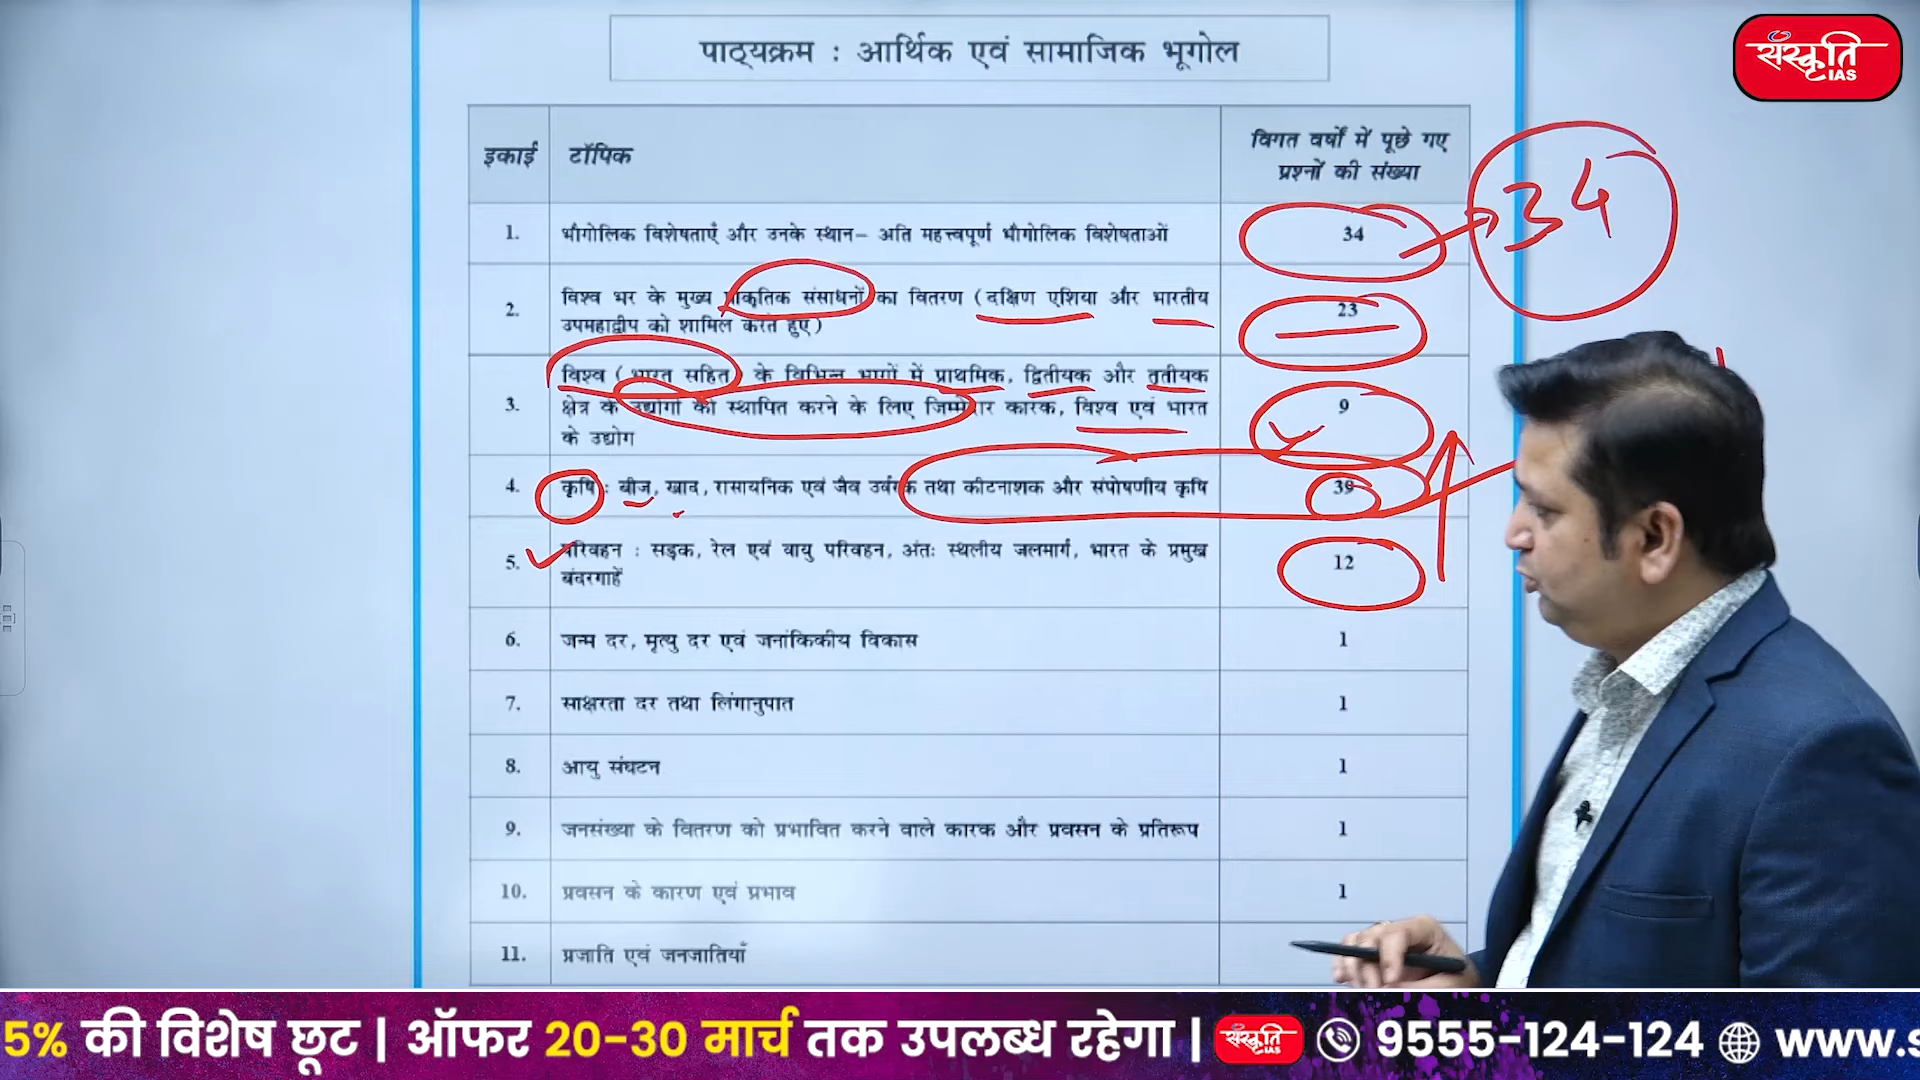 पाठ्यक्रम : आर्थिक एवं सामाजिक भूगोल
संस्कृति
IAS
इकाई टॉपिक विगत वर्षों में पूछे गए
प्रश्नों की संख्या
34
1. भौगोलिक विशेषताएँ और उनके स्थान- अति महत्त्वपूर्ण भौगोलिक विशेषताओं 34
2. विश्व भर के मुख्य प्राकृतिक संसाधनों का वितरण (दक्षिण एशिया और भारतीय 23
उपमहाद्वीप को शामिल करते हुए)
विश्व (भारत सहित) के विभिन्न भागों में प्राथमिक, द्वितीयक और तृतीयक
3. क्षेत्र के उद्योगों को स्थापित करने के लिए जिम्मेदार कारक, विश्व एवं भारत 9
के उद्योग
4. कृषि : बीज, खाद, रासायनिक एवं जैव उर्वरक तथा कीटनाशक और संपोषणीय कृषि 39
5. परिवहन : सड़क, रेल एवं वायु परिवहन, अंतः स्थलीय जलमार्ग, भारत के प्रमुख 12
बंदरगाहें
6. जन्म दर, मृत्यु दर एवं जनांकिकीय विकास 1
7. साक्षरता दर तथा लिंगानुपात 1
8. आयु संघटन 1
9. जनसंख्या के वितरण को प्रभावित करने वाले कारक और प्रवसन के प्रतिरूप 1
10. प्रवसन के कारण एवं प्रभाव 1
11. प्रजाति एवं जनजातियाँ
5% की विशेष छूट | ऑफर 20-30 मार्च तक उपलब्ध रहेगा | संस्कृति IAS 9555-124-124 www.s